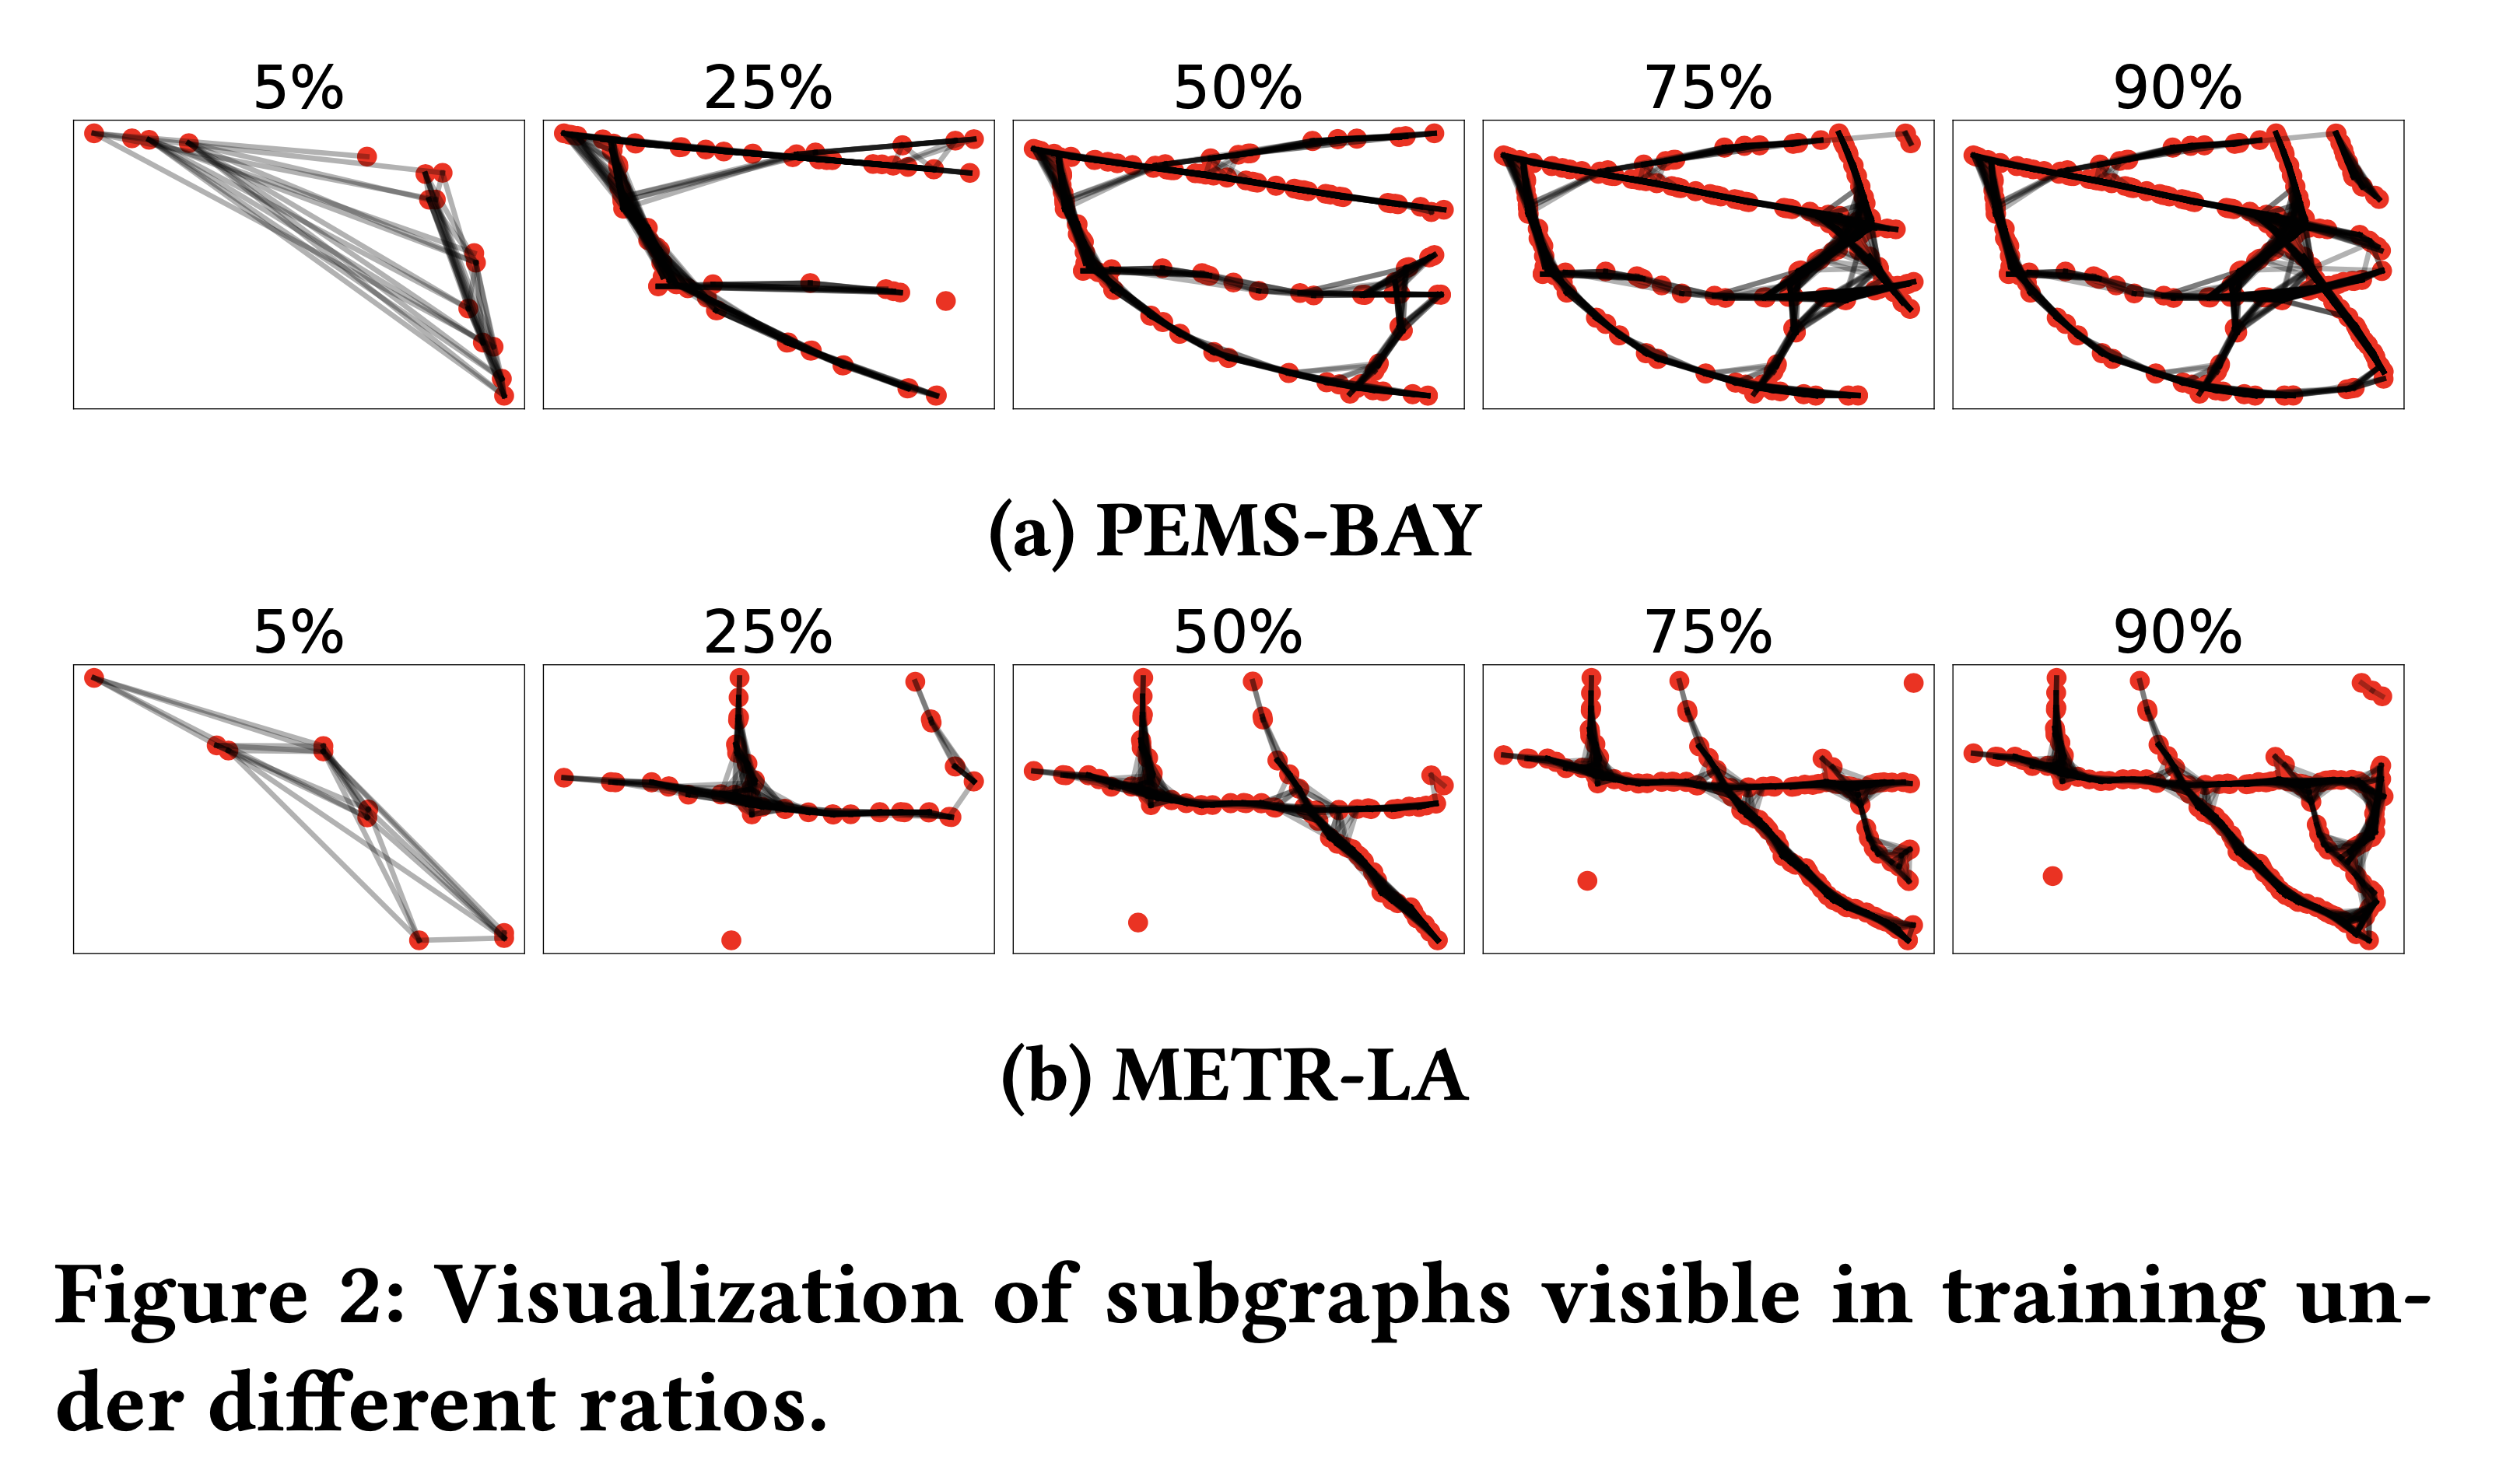 5% 25% 50% 75% 90%
(a) PEMS-BAY
5% 25% 50% 75% 90%
(b) METR-LA
Figure 2: Visualization of subgraphs visible in training un-
der different ratios.